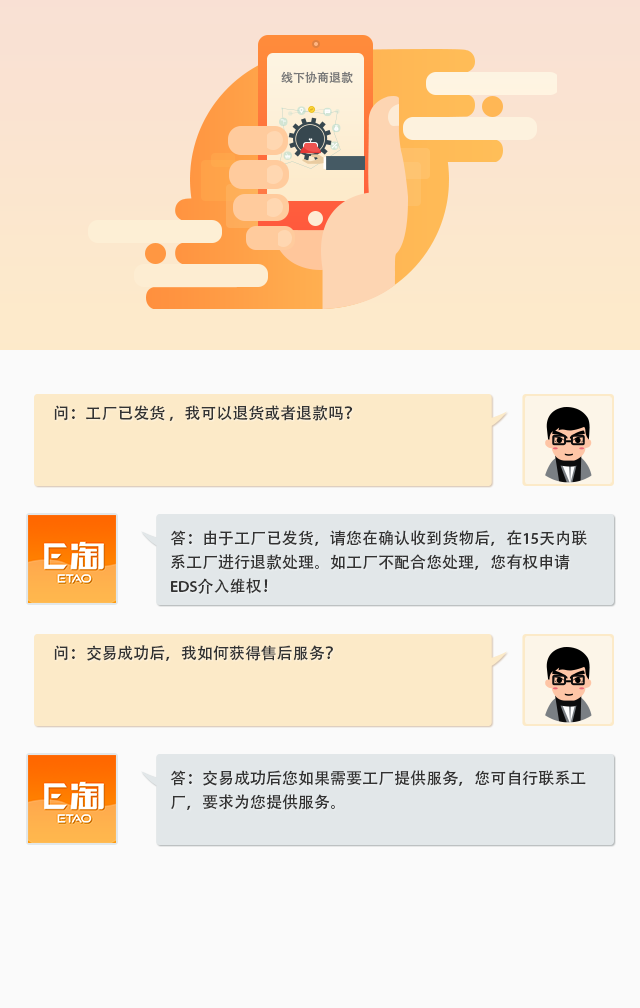 线下协商退款
问：工厂已发货，我可以退货或者退款吗？
E淘
ETAO
答：由于工厂已发货，请您在确认收到货物后，在15天内联
系工厂进行退款处理。如工厂不配合您处理，您有权申请
EDS介入维权！
问：交易成功后，我如何获得售后服务？
E淘
ETAO
答：交易成功后您如果需要工厂提供服务，您可自行联系工
厂，要求为您提供服务。